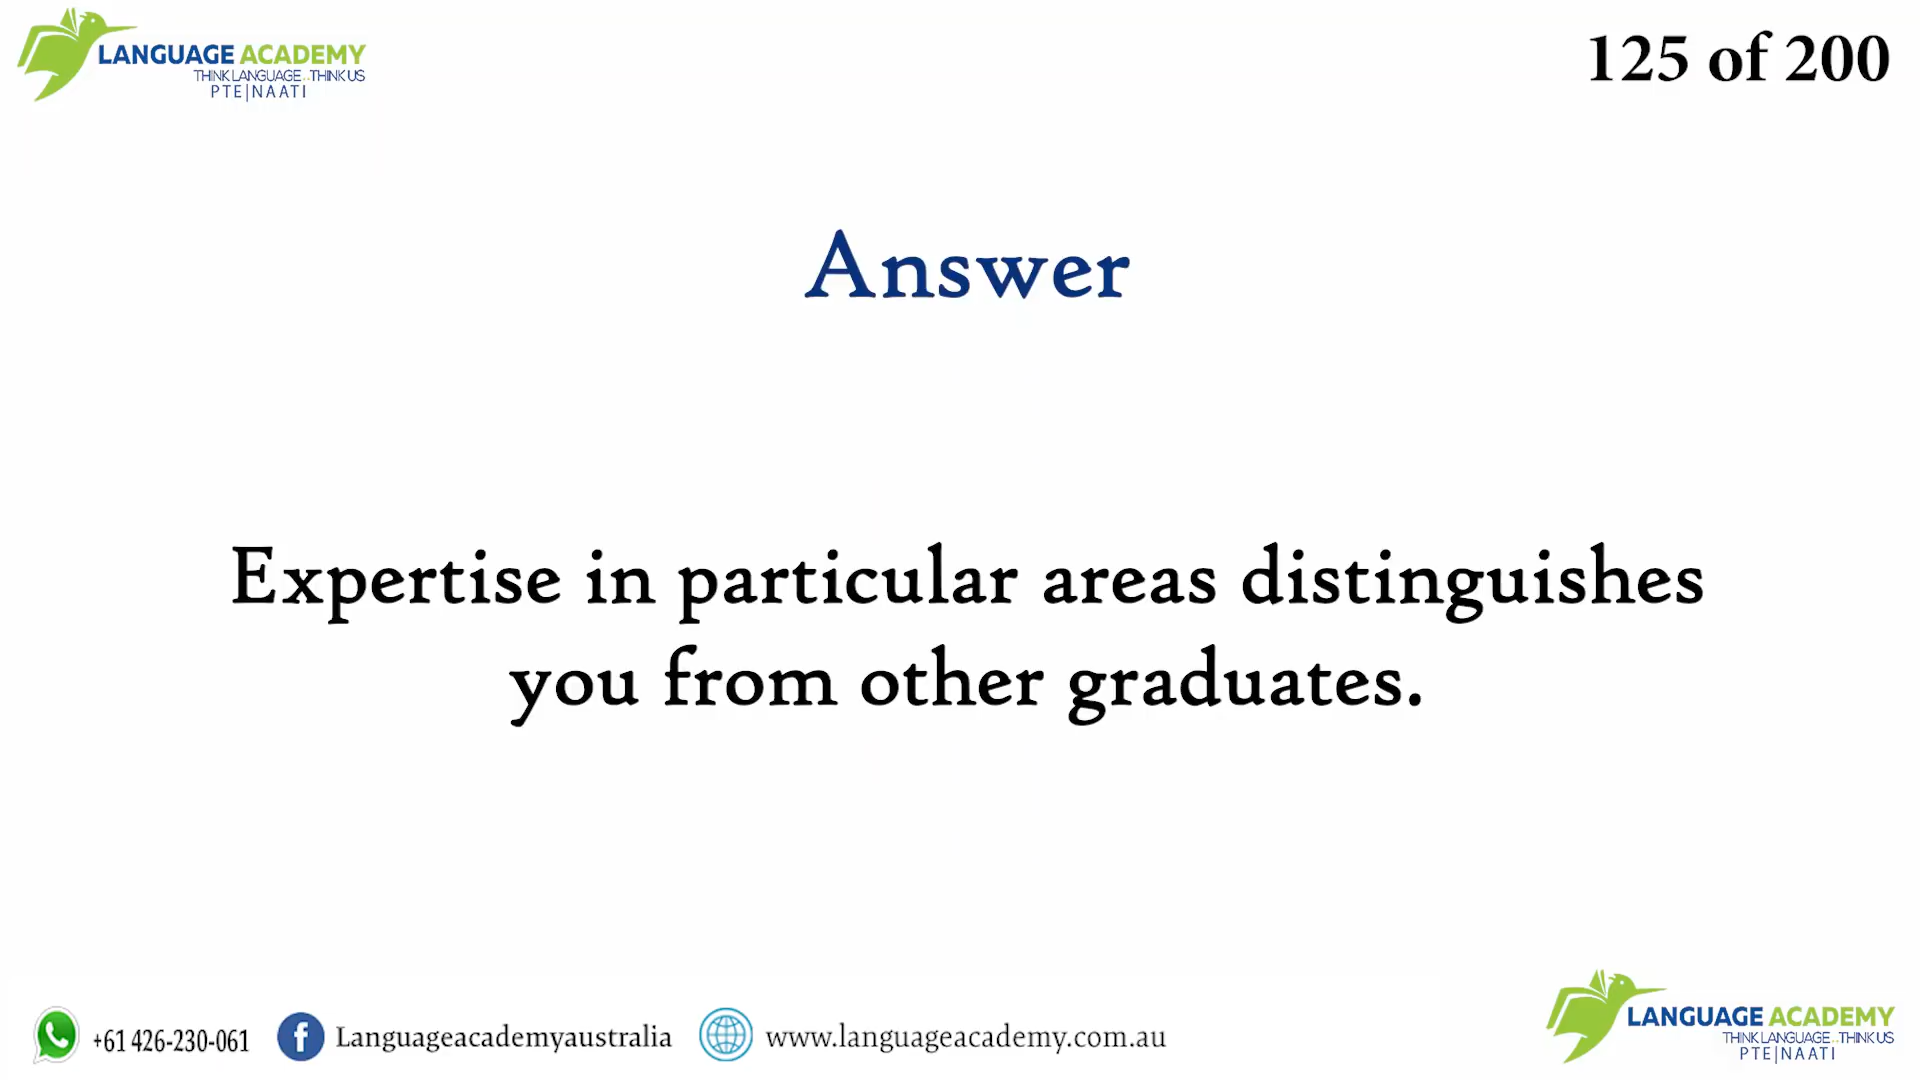 LANGUAGE ACADEMY
THINK LANGUAGE..THINK US
PTE|NAATI
125 of 200
Answer
Expertise in particular areas distinguishes
you from other graduates.
+61 426-230-061
Languageacademyaustralia
www.languageacademy.com.au
LANGUAGE ACADEMY
THINK LANGUAGE..THINK US
PTE|NAATI